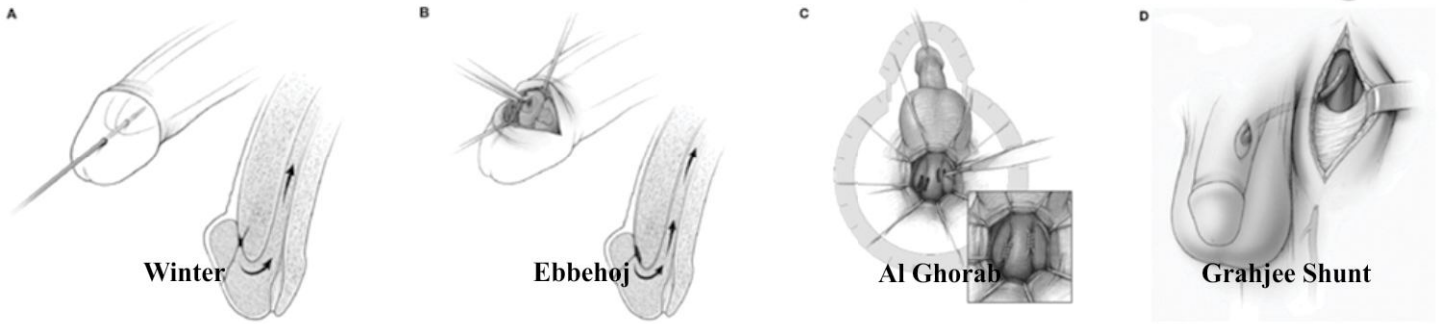 A
B
C
D
Winter
Ebbehoj
Al Ghorab
Grahjee Shunt